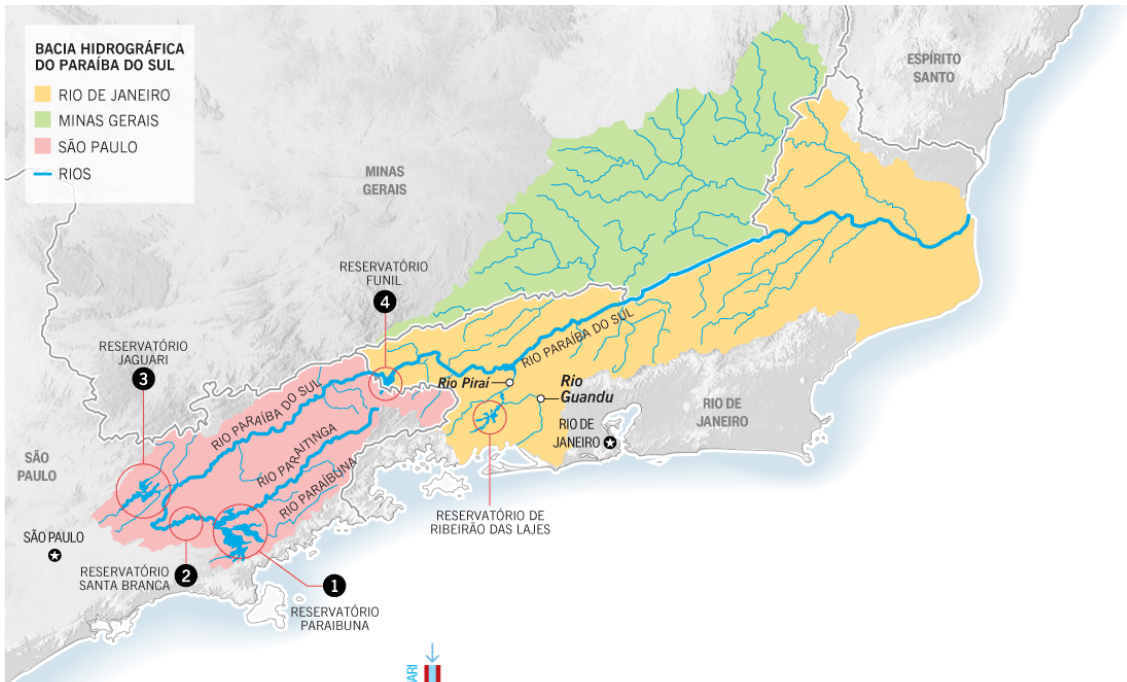 BACIA HIDROGRÁFICA
DO PARAÍBA DO SUL
RIO DE JANEIRO
MINAS GERAIS
SÃO PAULO
RIOS
ESPÍRITO
SANTO
MINAS
GERAIS
RESERVATÓRIO
FUNIL
4
RESERVATÓRIO
JAGUARI
3
RIO PARAÍBA DO SUL
RIO PARAÍBA DO SUL
Rio Piraí
Rio
Guandu
RIO DE
JANEIRO
RIO DE
JANEIRO
RIO PARAITINGA
RIO PARAÍBUNA
SÃO
PAULO
SÃO PAULO
RESERVATÓRIO DE
RIBEIRÃO DAS LAJES
RESERVATÓRIO
SANTA BRANCA
2
1
RESERVATÓRIO
PARAIBUNA